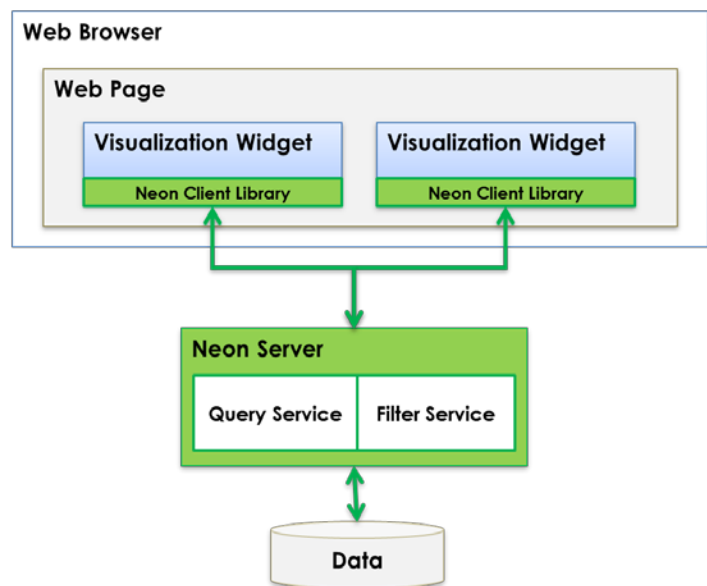 Web Browser
Web Page
Visualization Widget
Visualization Widget
Neon Client Library
Neon Client Library
Neon Server
Query Service
Filter Service
Data